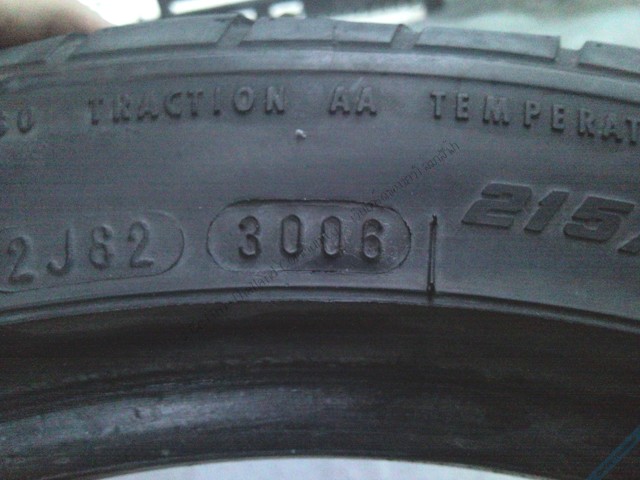 TRACTION AA TEMPERAT
2J82 3006 215